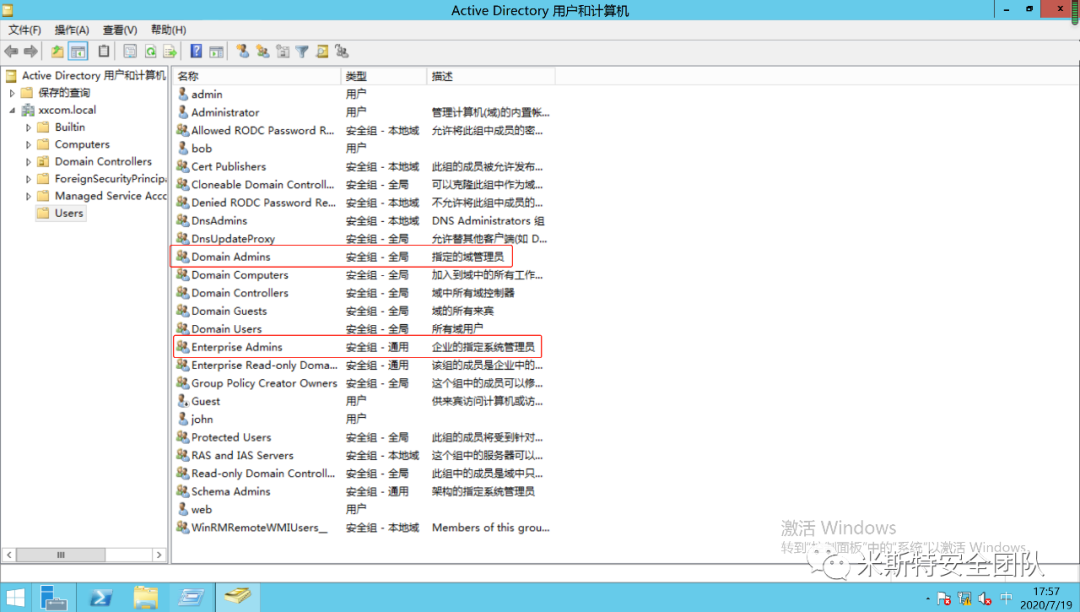 Active Directory 用户和计算机
文件(F) 操作(A) 查看(V) 帮助(H)
Active Directory 用户和计算机
保存的查询
xxcom.local
Builtin
Computers
Domain Controllers
ForeignSecurityPrincipa
Managed Service Acco
Users
名称 类型 描述
admin 用户
Administrator 用户 管理计算机(域)的内置帐...
Allowed RODC Password R... 安全组 - 本地域 允许将此组中成员的密...
bob 用户
Cert Publishers 安全组 - 本地域 此组的成员被允许发布...
Cloneable Domain Controll... 安全组 - 全局 可以克隆此组中作为域...
Denied RODC Password Re... 安全组 - 本地域 不允许将此组中成员的...
DnsAdmins 安全组 - 本地域 DNS Administrators 组
DnsUpdateProxy 安全组 - 全局 允许替其他客户端(如 D...
Domain Admins 安全组 - 全局 指定的域管理员
Domain Computers 安全组 - 全局 加入到域中的所有工作...
Domain Controllers 安全组 - 全局 域中所有域控制器
Domain Guests 安全组 - 全局 域的所有来宾
Domain Users 安全组 - 全局 所有域用户
Enterprise Admins 安全组 - 通用 企业的指定系统管理员
Enterprise Read-only Doma... 安全组 - 通用 该组的成员是企业中的...
Group Policy Creator Owners 安全组 - 全局 这个组中的成员可以修...
Guest 用户 供来宾访问计算机或访...
john 用户
Protected Users 安全组 - 全局 此组的成员将受到针对...
RAS and IAS Servers 安全组 - 本地域 这个组中的服务器可以...
Read-only Domain Controll... 安全组 - 全局 此组中的成员是域中只...
Schema Admins 安全组 - 通用 架构的指定系统管理员
web 用户
WinRMRemoteWMIUsers__ 安全组 - 本地域 Members of this grou...
激活 Windows
转到"控制面板"中的"系统"以激活 Windows。
米斯特安全团队
中
17:57
2020/7/19